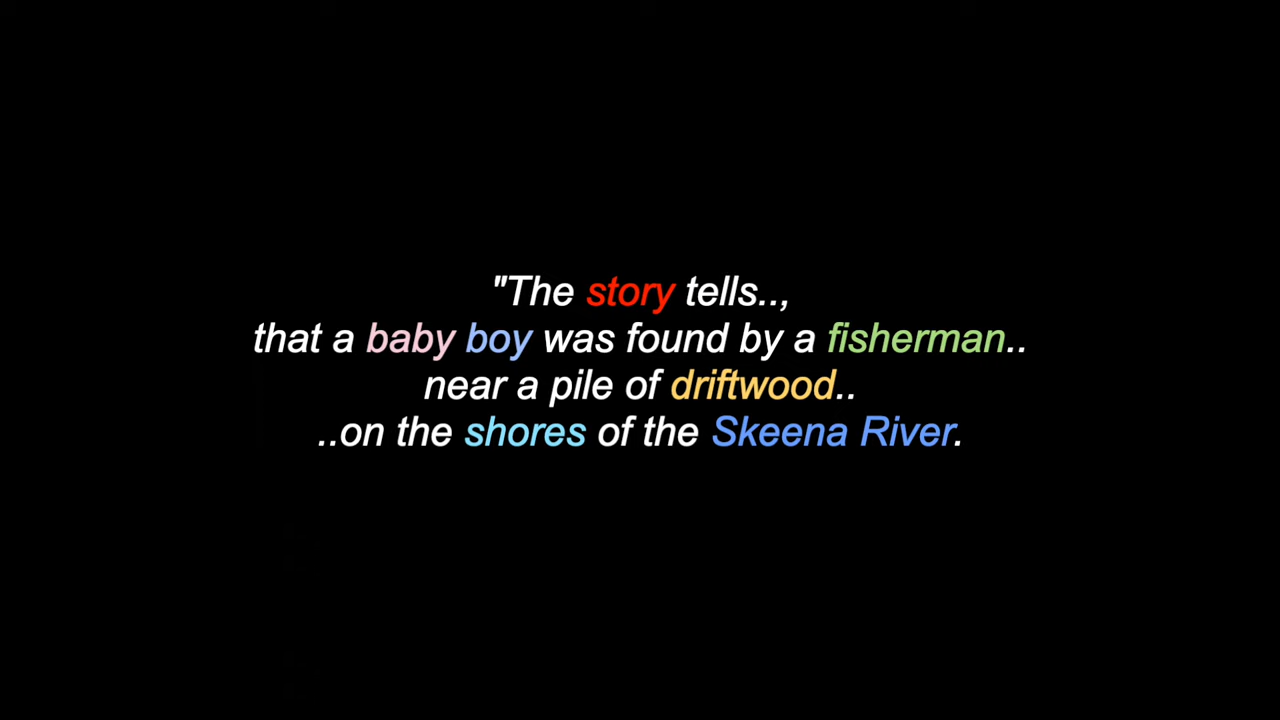 "The story tells..,
that a baby boy was found by a fisherman..
near a pile of driftwood..
..on the shores of the Skeena River.